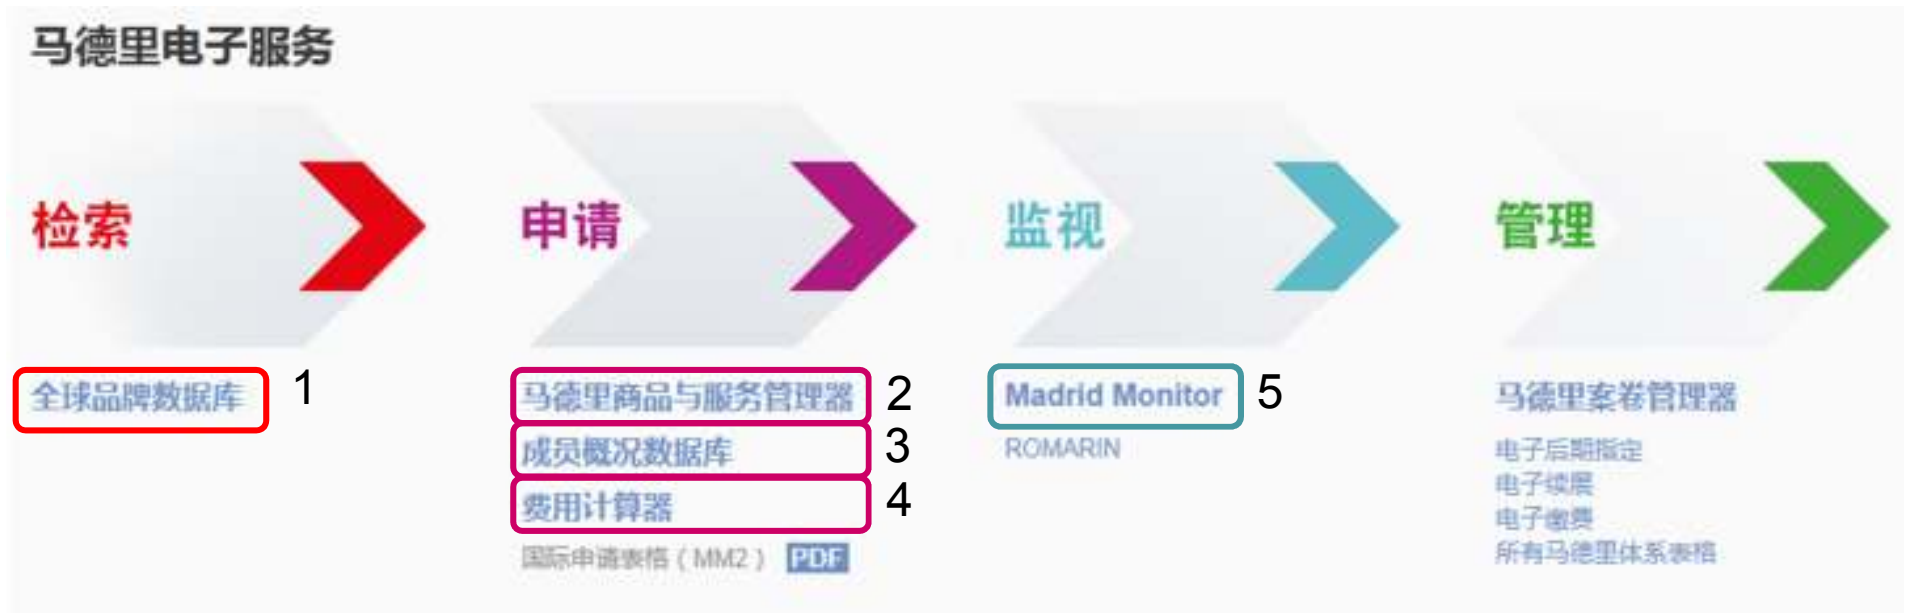 马德里电子服务
检索
申请
监视
管理
全球品牌数据库
1
马德里商品与服务管理器
2
成员概况数据库
3
费用计算器
4
国际申请表格（MM2） PDF
Madrid Monitor
5
ROMARIN
马德里案卷管理器
电子后期指定
电子续展
电子缴费
所有马德里体系表格